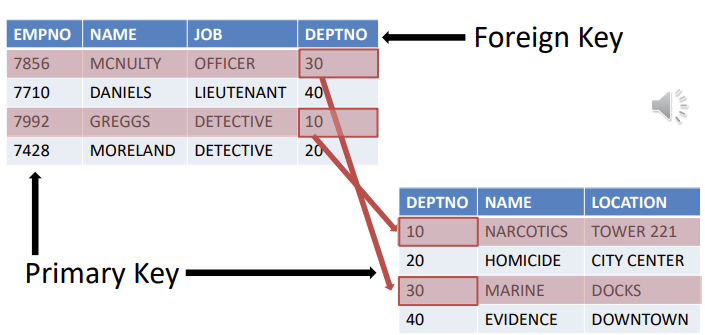 EMPNO NAME JOB DEPTNO
Foreign Key
7856 MCNULTY OFFICER 30
7710 DANIELS LIEUTENANT 40
7992 GREGGS DETECTIVE 10
7428 MORELAND DETECTIVE 20
DEPTNO NAME LOCATION
10 NARCOTICS TOWER 221
20 HOMICIDE CITY CENTER
Primary Key
30 MARINE DOCKS
40 EVIDENCE DOWNTOWN